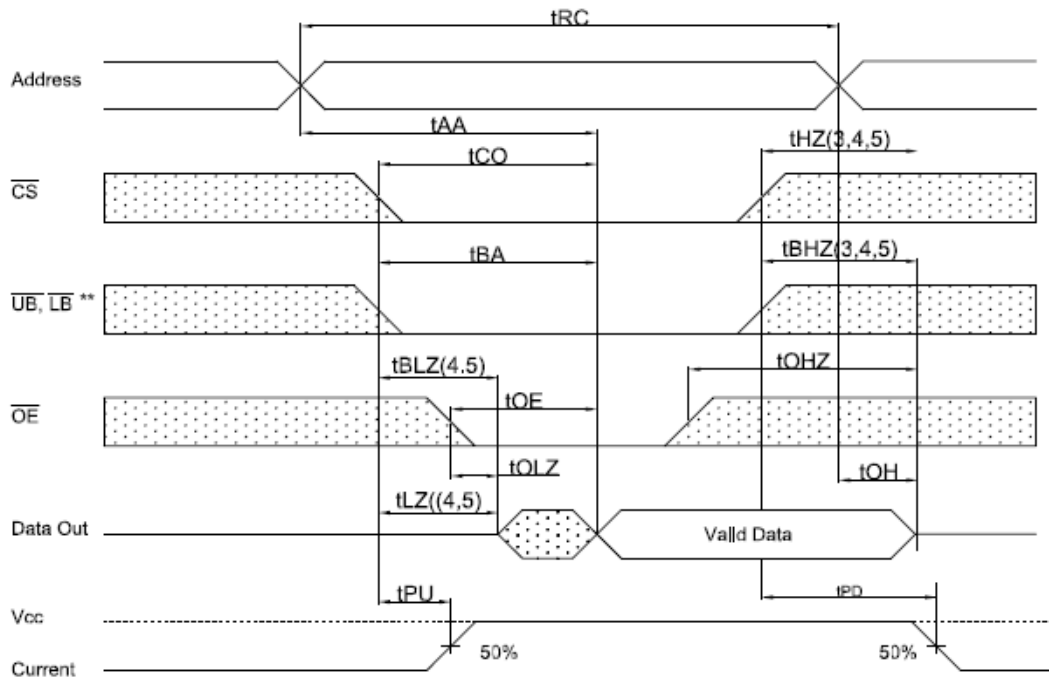 tRC
Address
tAA
tCO
tHZ(3,4,5)
CS
tBA
tBHZ(3,4,5)
UB, LB **
tBLZ(4,5)
tOHZ
tOE
OE
tOLZ
tOH
tLZ((4,5)
Data Out
Valid Data
tPU
tPD
Vcc
50%
50%
Current